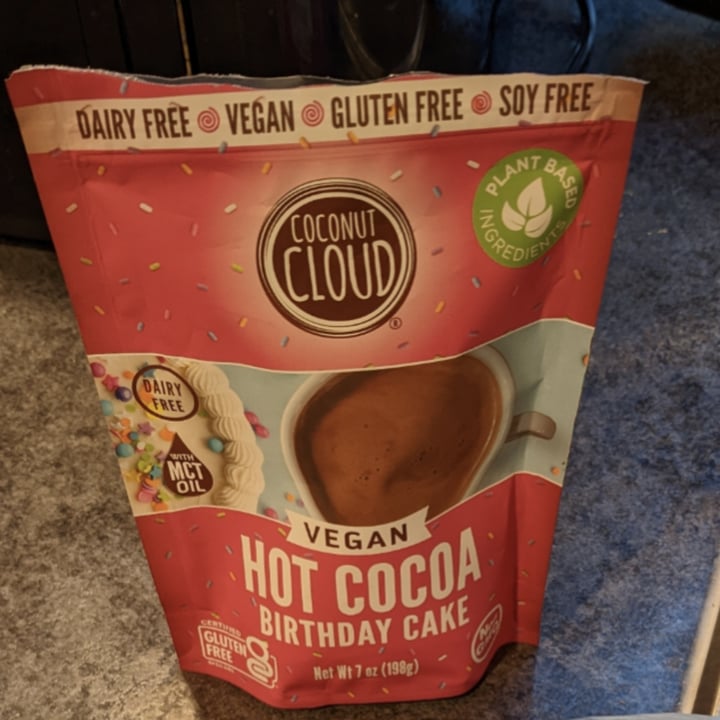 DAIRY FREE VEGAN GLUTEN FREE SOY FREE
PLANT BASED
INGREDIENTS
COCONUT
CLOUD
®
DAIRY
FREE
WITH
MCT
OIL
VEGAN
HOT COCOA
BIRTHDAY CAKE
CERTIFIED
GLUTEN
FREE
Net Wt 7 oz (198g)